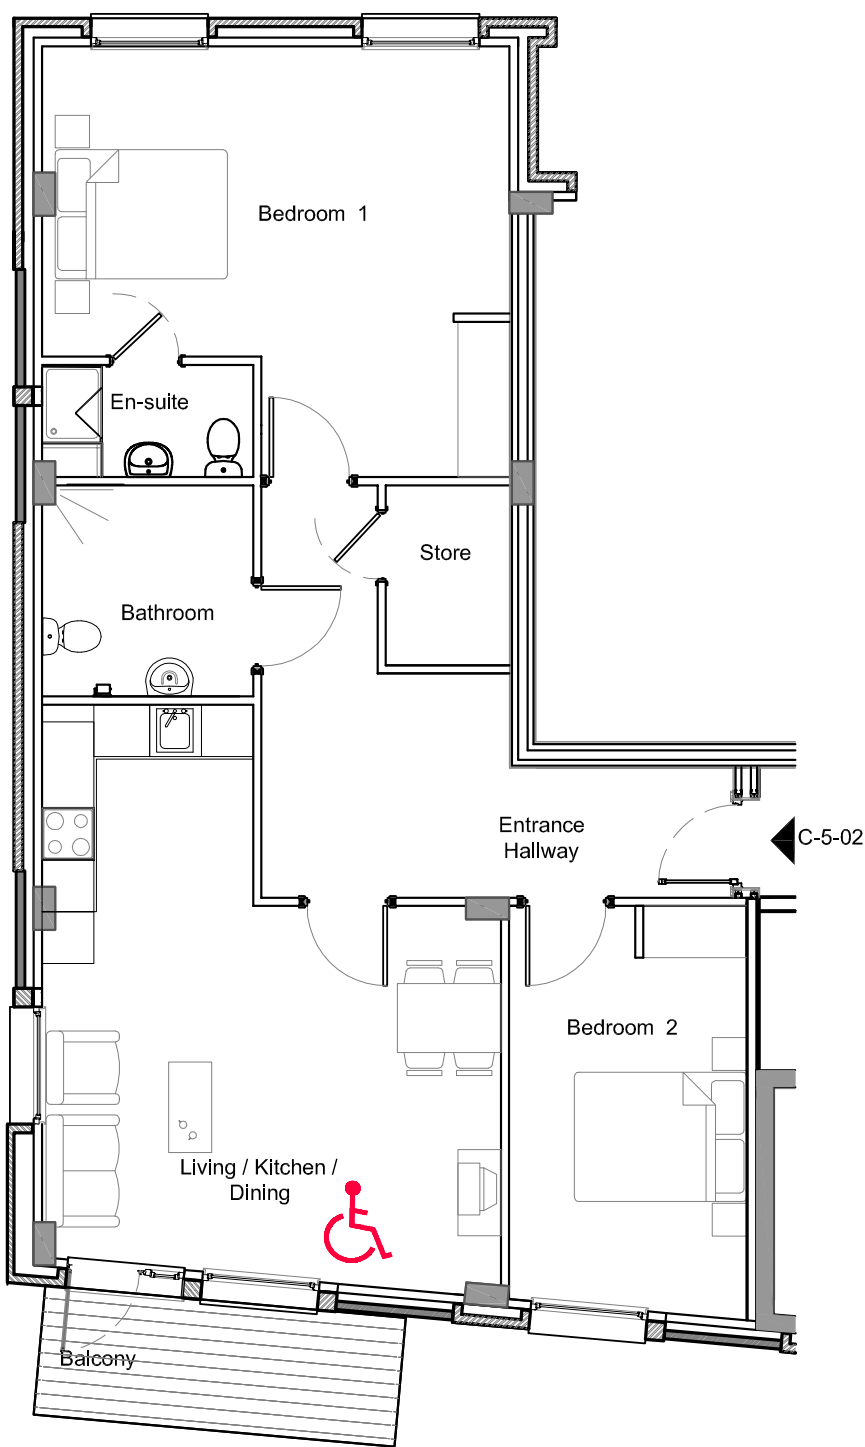 Bedroom 1
En-suite
Store
Bathroom
Entrance
Hallway
C-5-02
Bedroom 2
Living / Kitchen /
Dining
Balcony